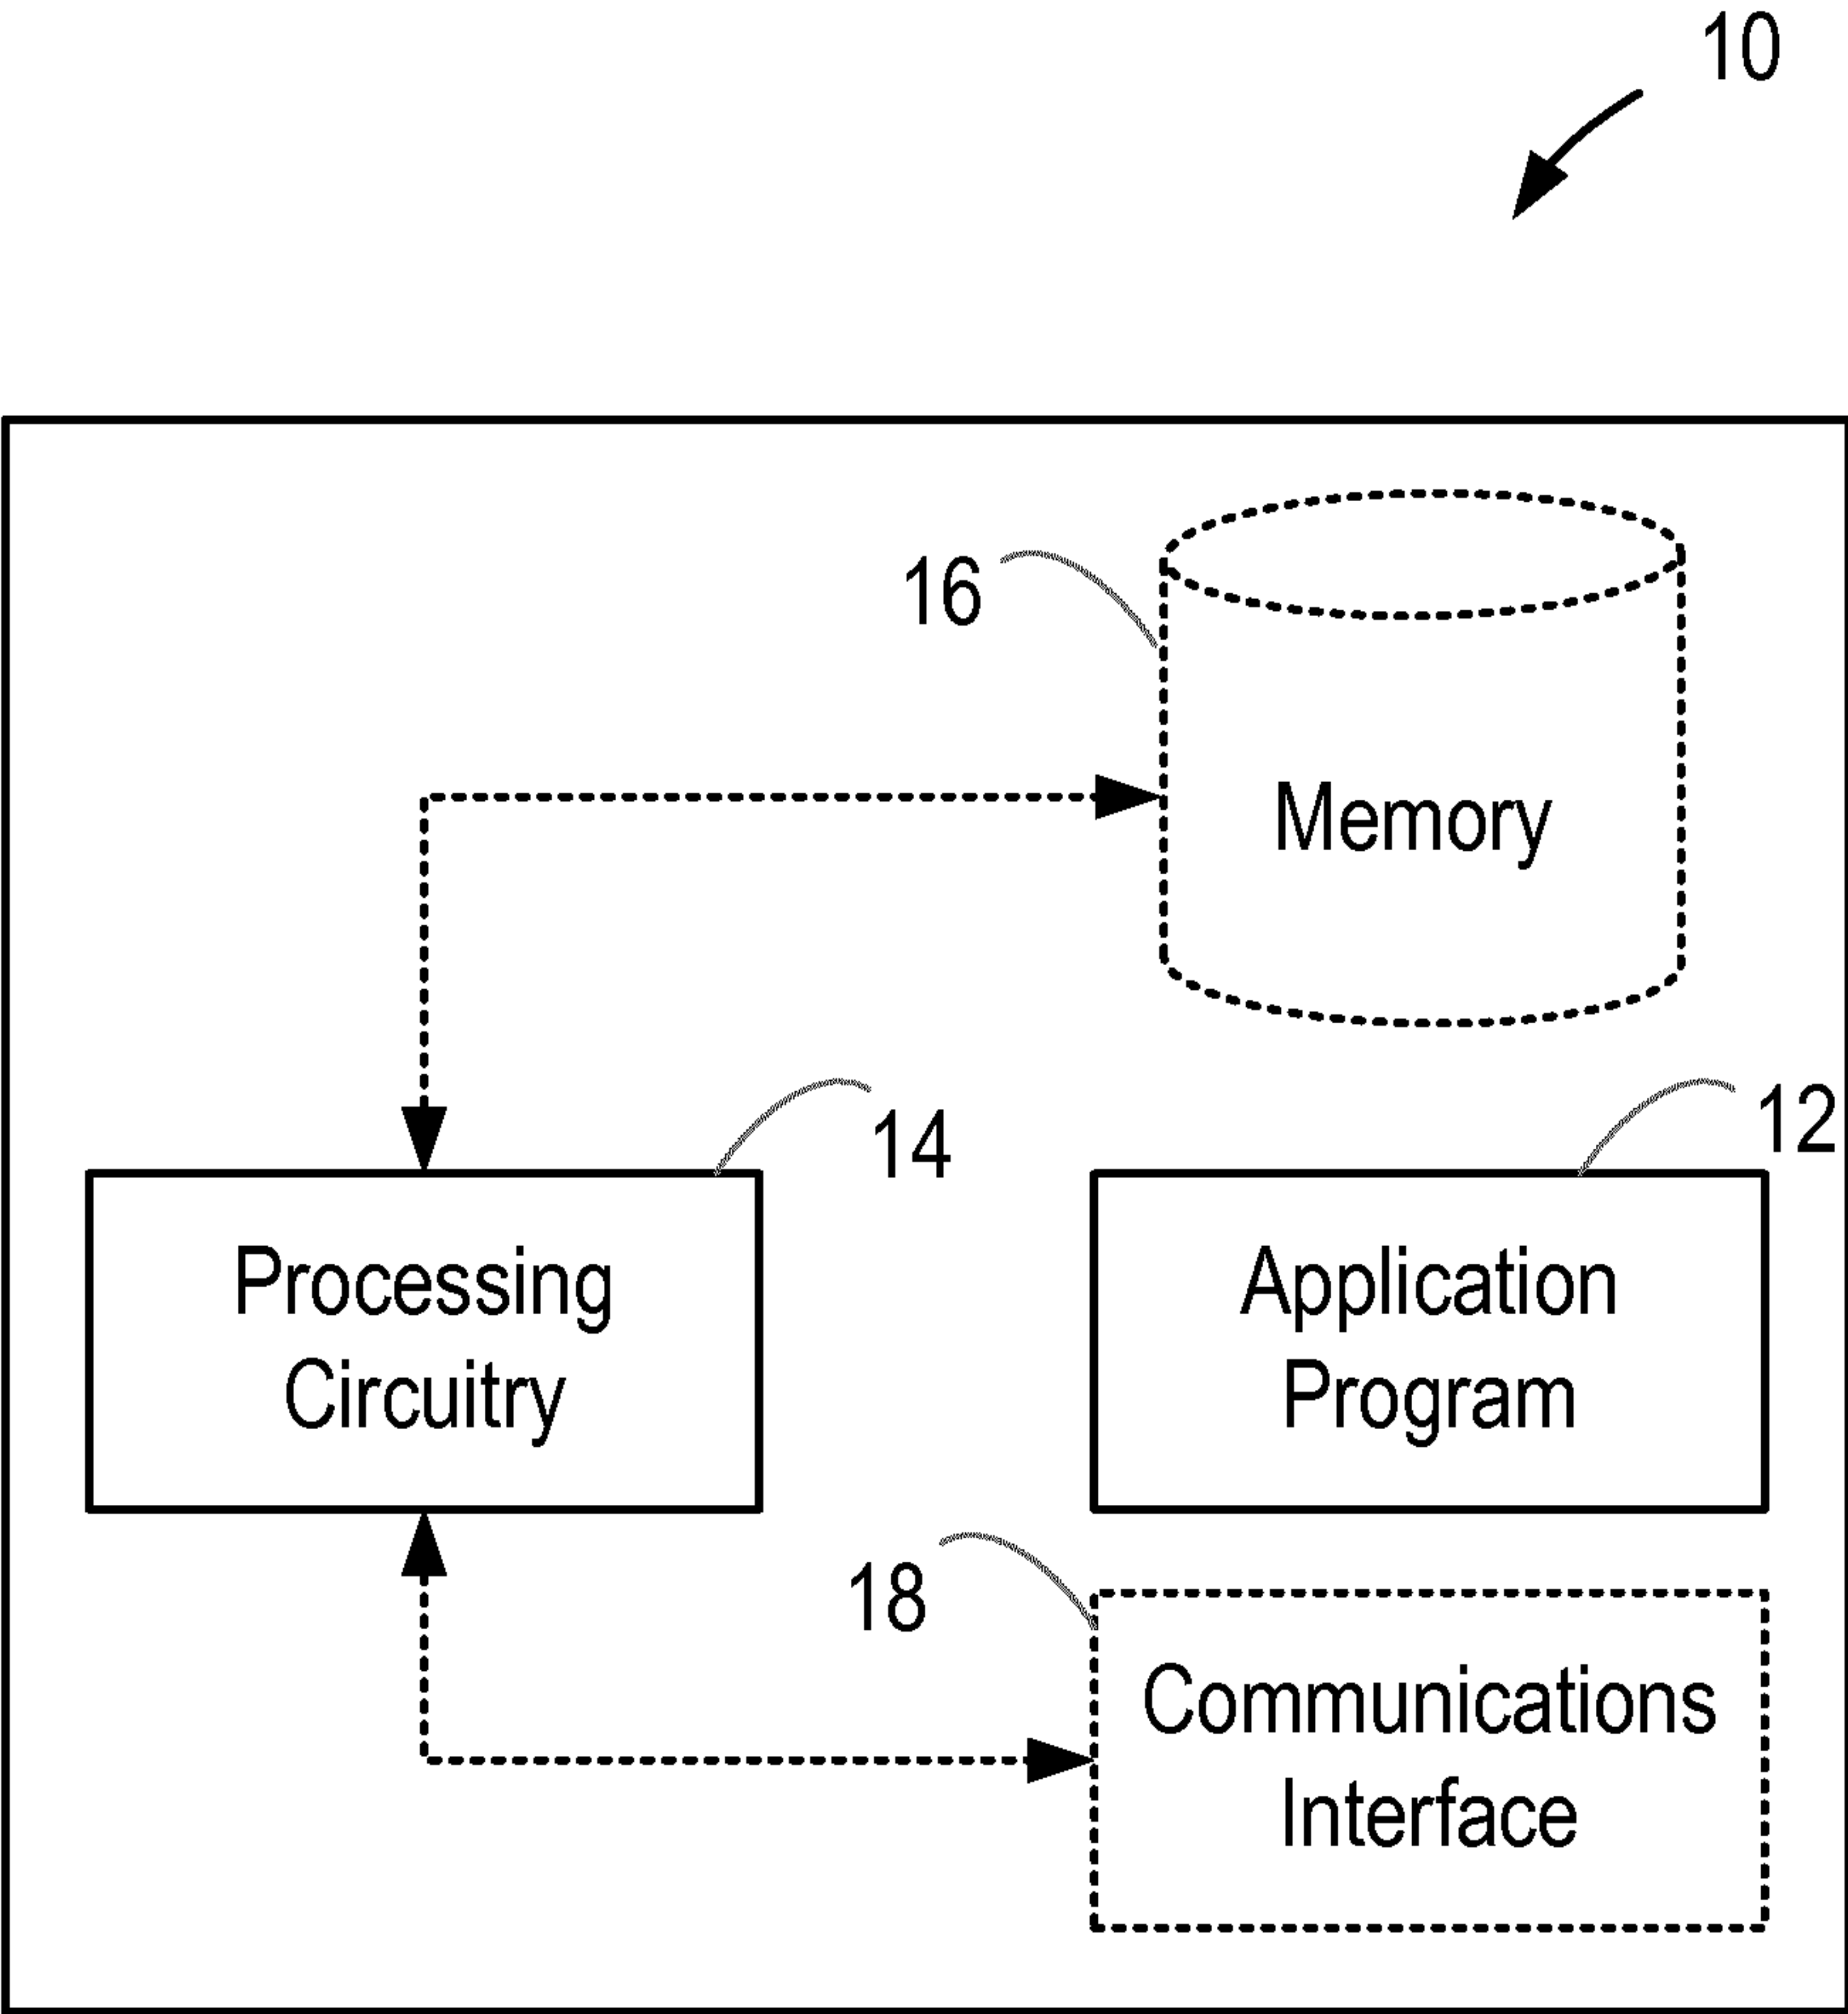 10
16
Memory
14
12
Processing
Circuitry
Application
Program
18
Communications
Interface